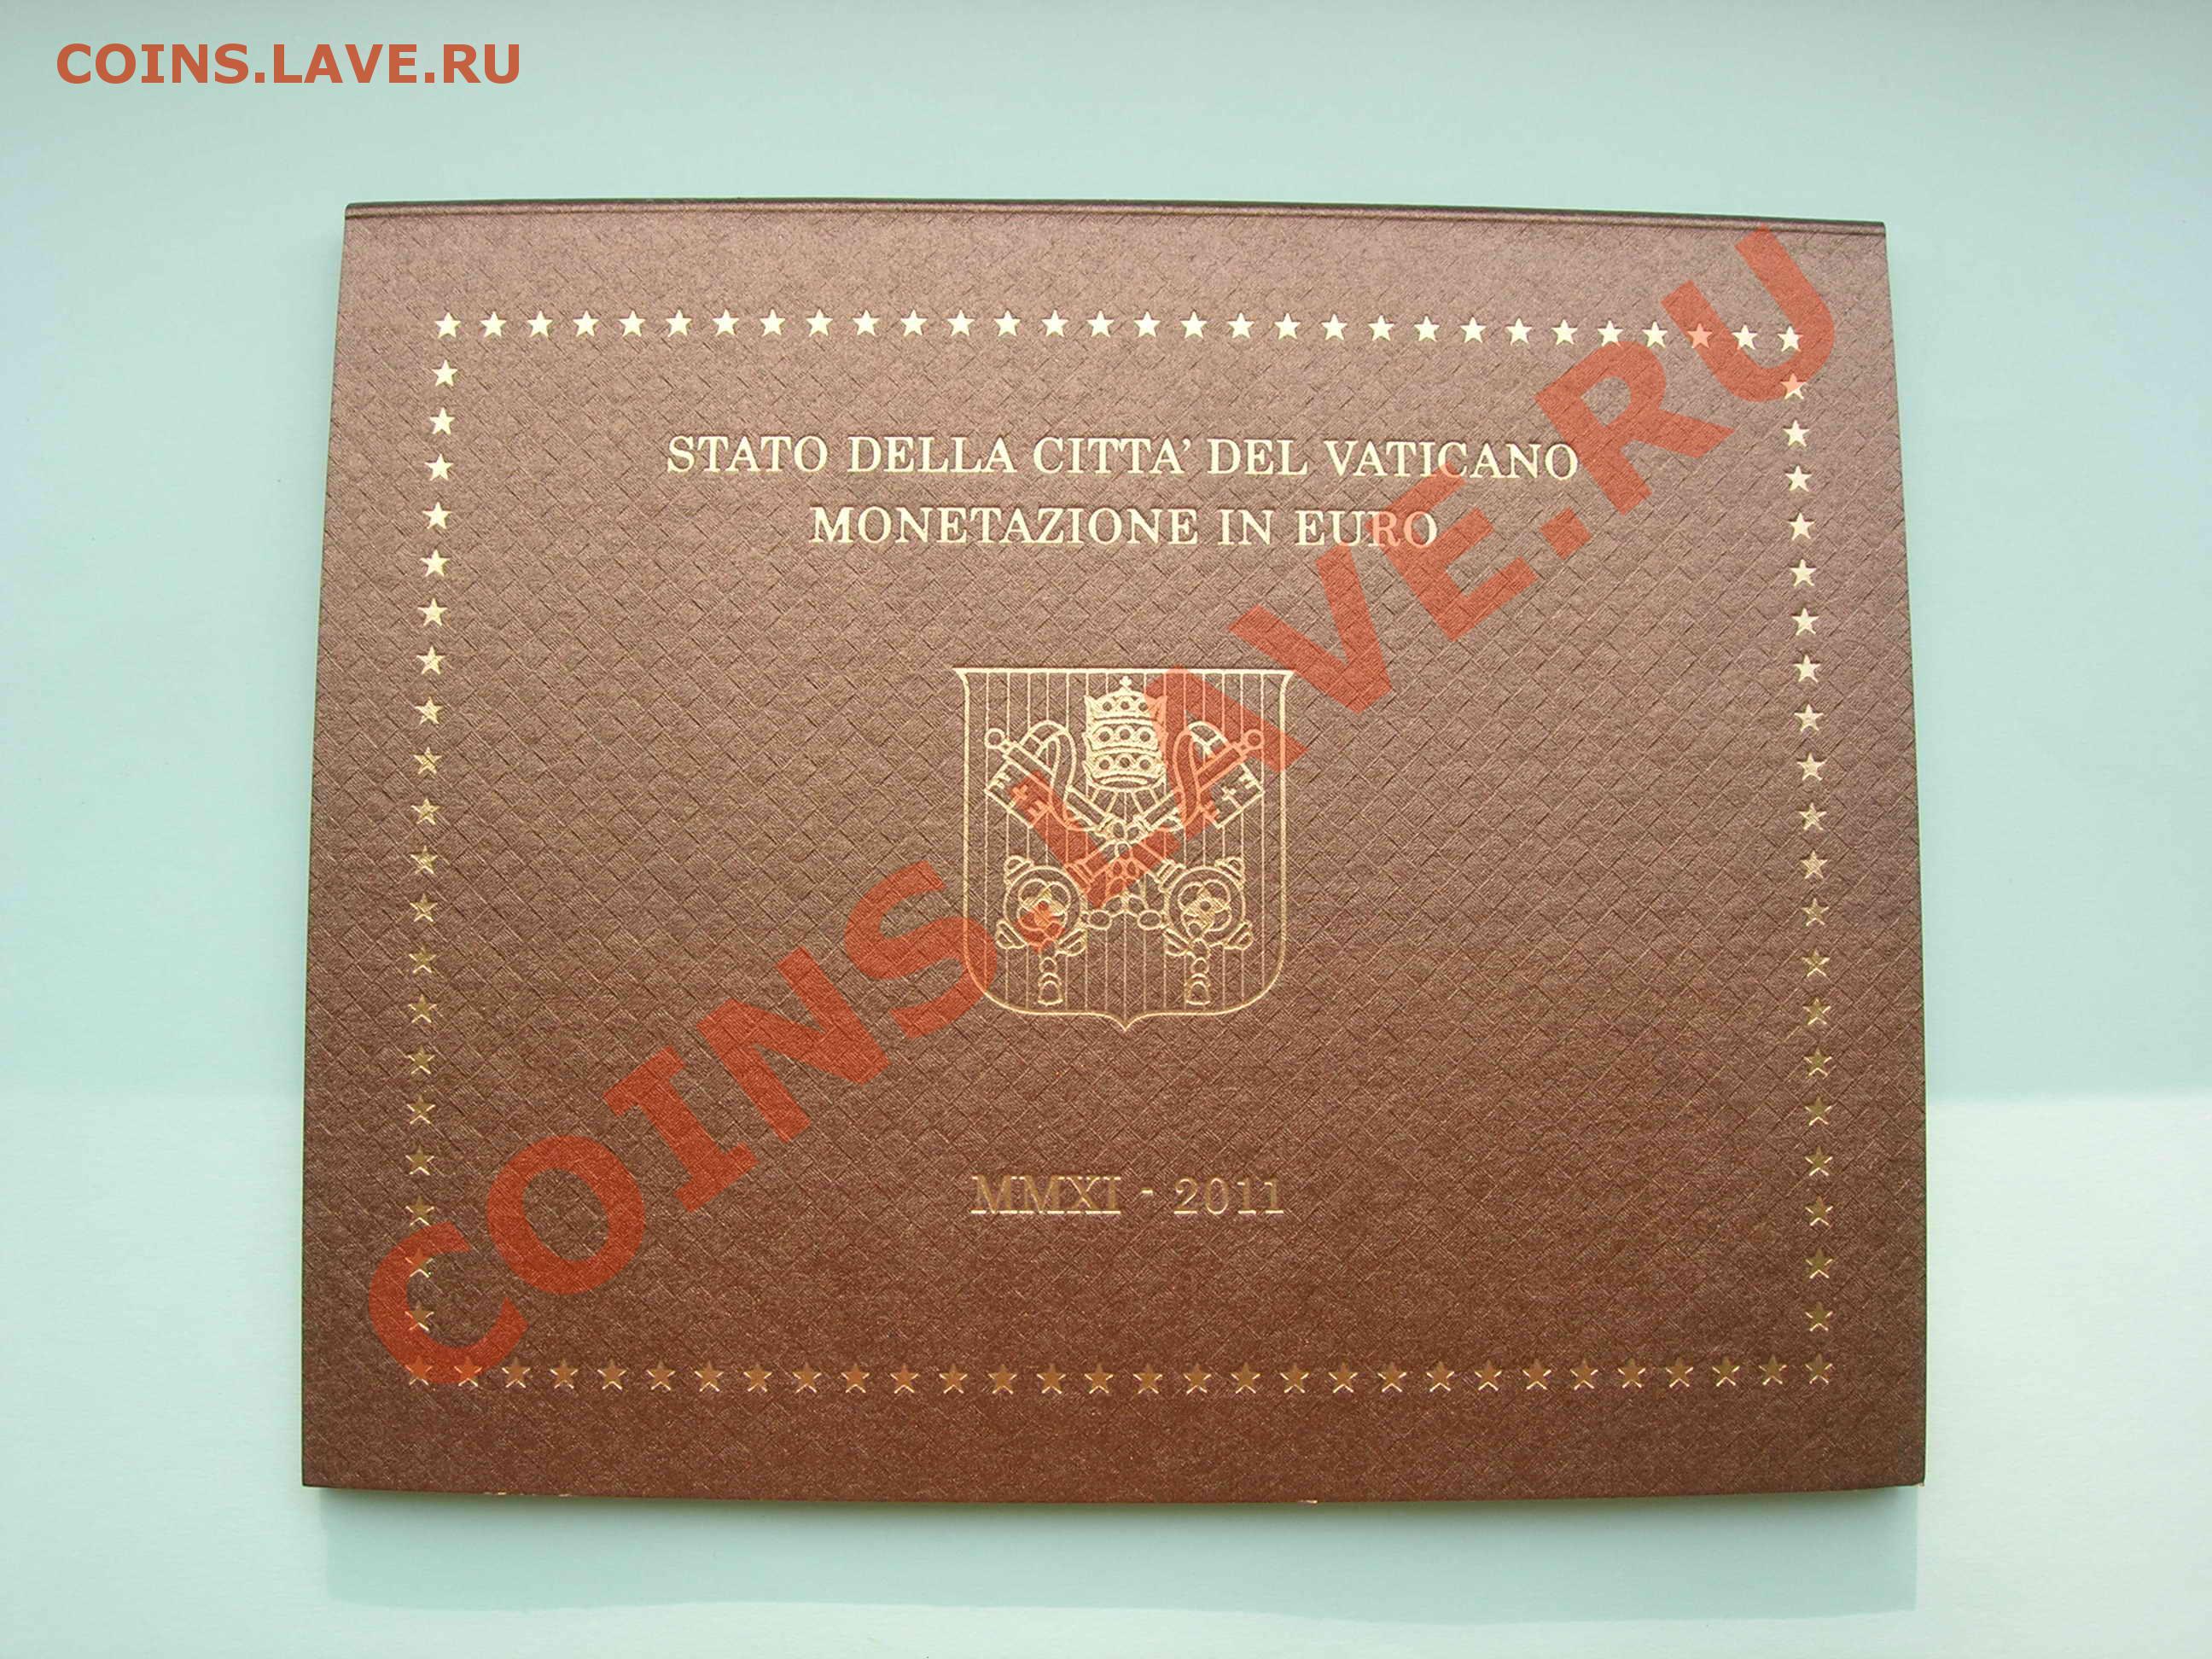 COINS.LAVE.RU
STATO DELLA CITTA' DEL VATICANO
MONETAZIONE IN EURO
COINS.LAVE.RU
MMXI - 2011